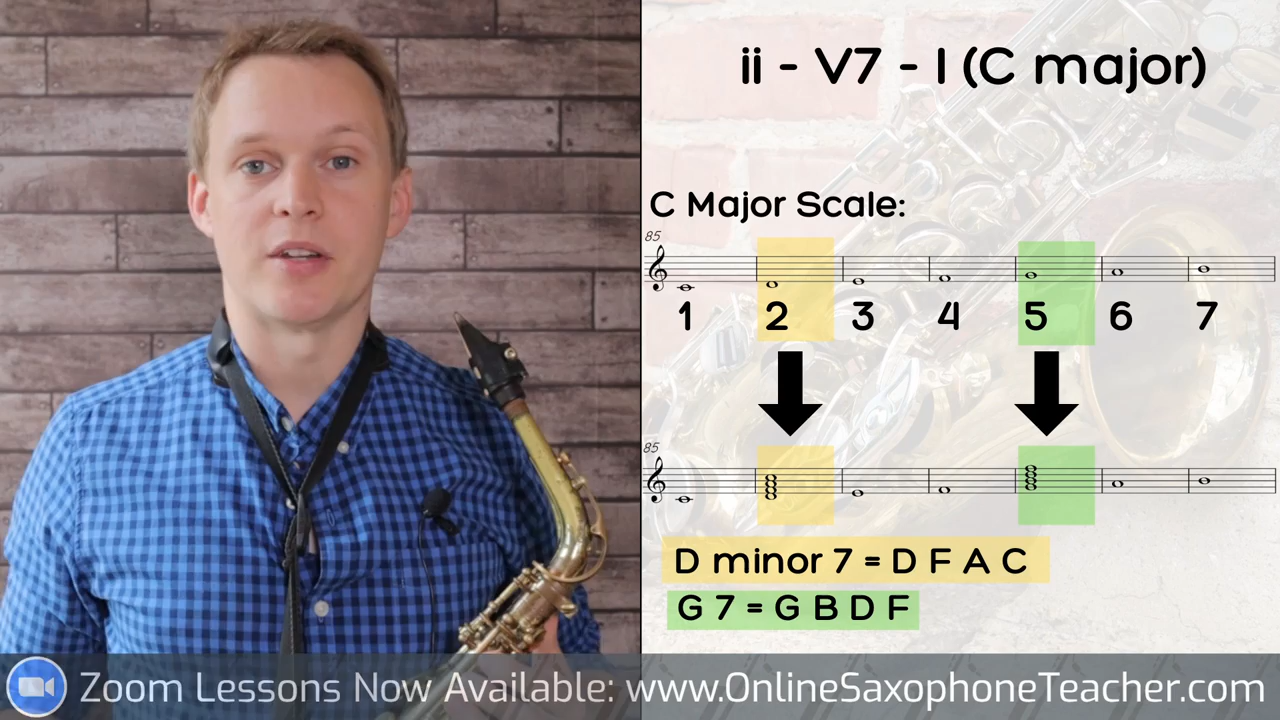 ii - V7 - I (C major)
C Major Scale:
85
1 2 3 4 5 6 7
85
D minor 7 = D F A C
G 7 = G B D F
Zoom Lessons Now Available: www.OnlineSaxophoneTeacher.com